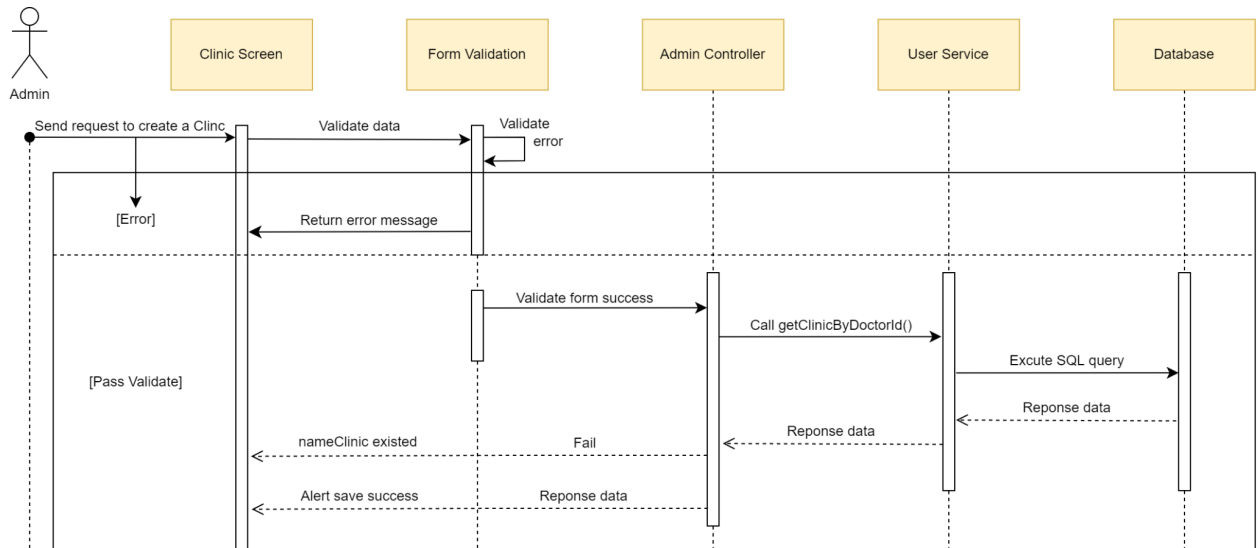 Admin
Clinic Screen
Form Validation
Admin Controller
User Service
Database
Send request to create a Clinc
Validate data
Validate
error
[Error]
Return error message
Validate form success
Call getClinicByDoctorId()
[Pass Validate]
Excute SQL query
Reponse data
Reponse data
nameClinic existed
Fail
Alert save success
Reponse data